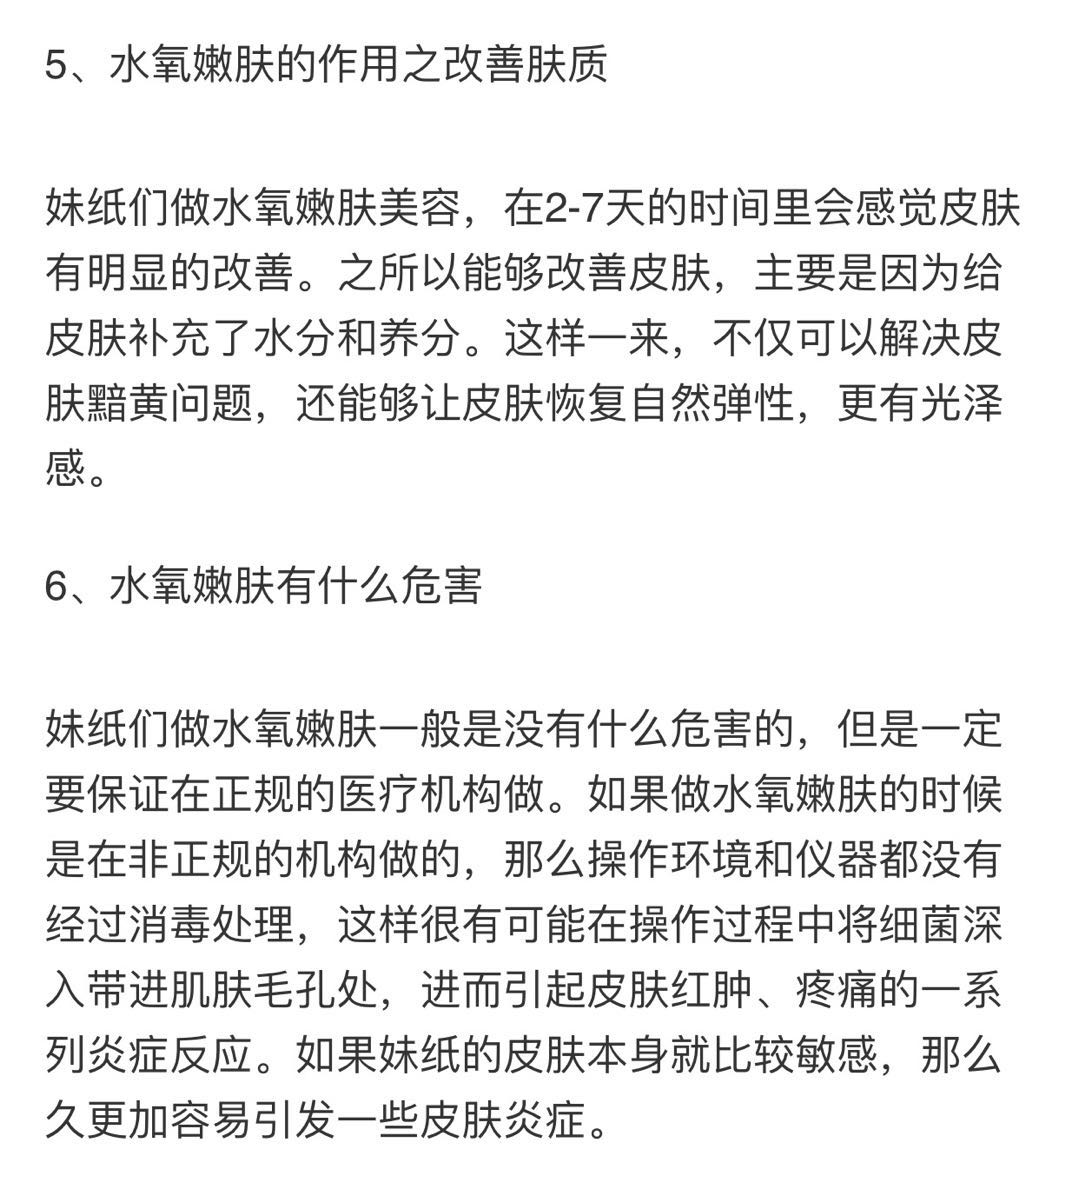 5、水氧嫩肤的作用之改善肤质
妹纸们做水氧嫩肤美容，在2-7天的时间里会感觉皮肤
有明显的改善。之所以能够改善皮肤，主要是因为给
皮肤补充了水分和养分。这样一来，不仅可以解决皮
肤黯黄问题，还能够让皮肤恢复自然弹性，更有光泽
感。
6、水氧嫩肤有什么危害
妹纸们做水氧嫩肤一般是没有什么危害的，但是一定
要保证在正规的医疗机构做。如果做水氧嫩肤的时候
是在非正规的机构做的，那么操作环境和仪器都没有
经过消毒处理，这样很有可能在操作过程中将细菌深
入带进肌肤毛孔处，进而引起皮肤红肿、疼痛的一系
列炎症反应。如果妹纸的皮肤本身就比较敏感，那么
久更加容易引发一些皮肤炎症。